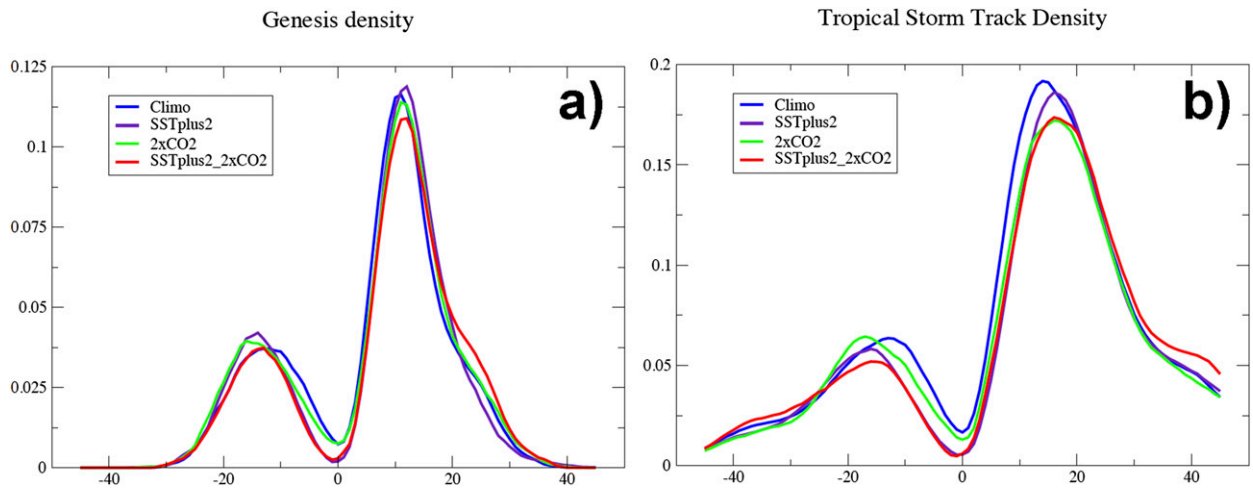 Genesis density
Tropical Storm Track Density
a)
Climo
SSTplus2
2xCO2
SSTplus2_2xCO2
0.125
0.1
0.075
0.05
0.025
0
-40
-20
0
20
40
b)
Climo
SSTplus2
2xCO2
SSTplus2_2xCO2
0.2
0.15
0.1
0.05
0
-40
-20
0
20
40